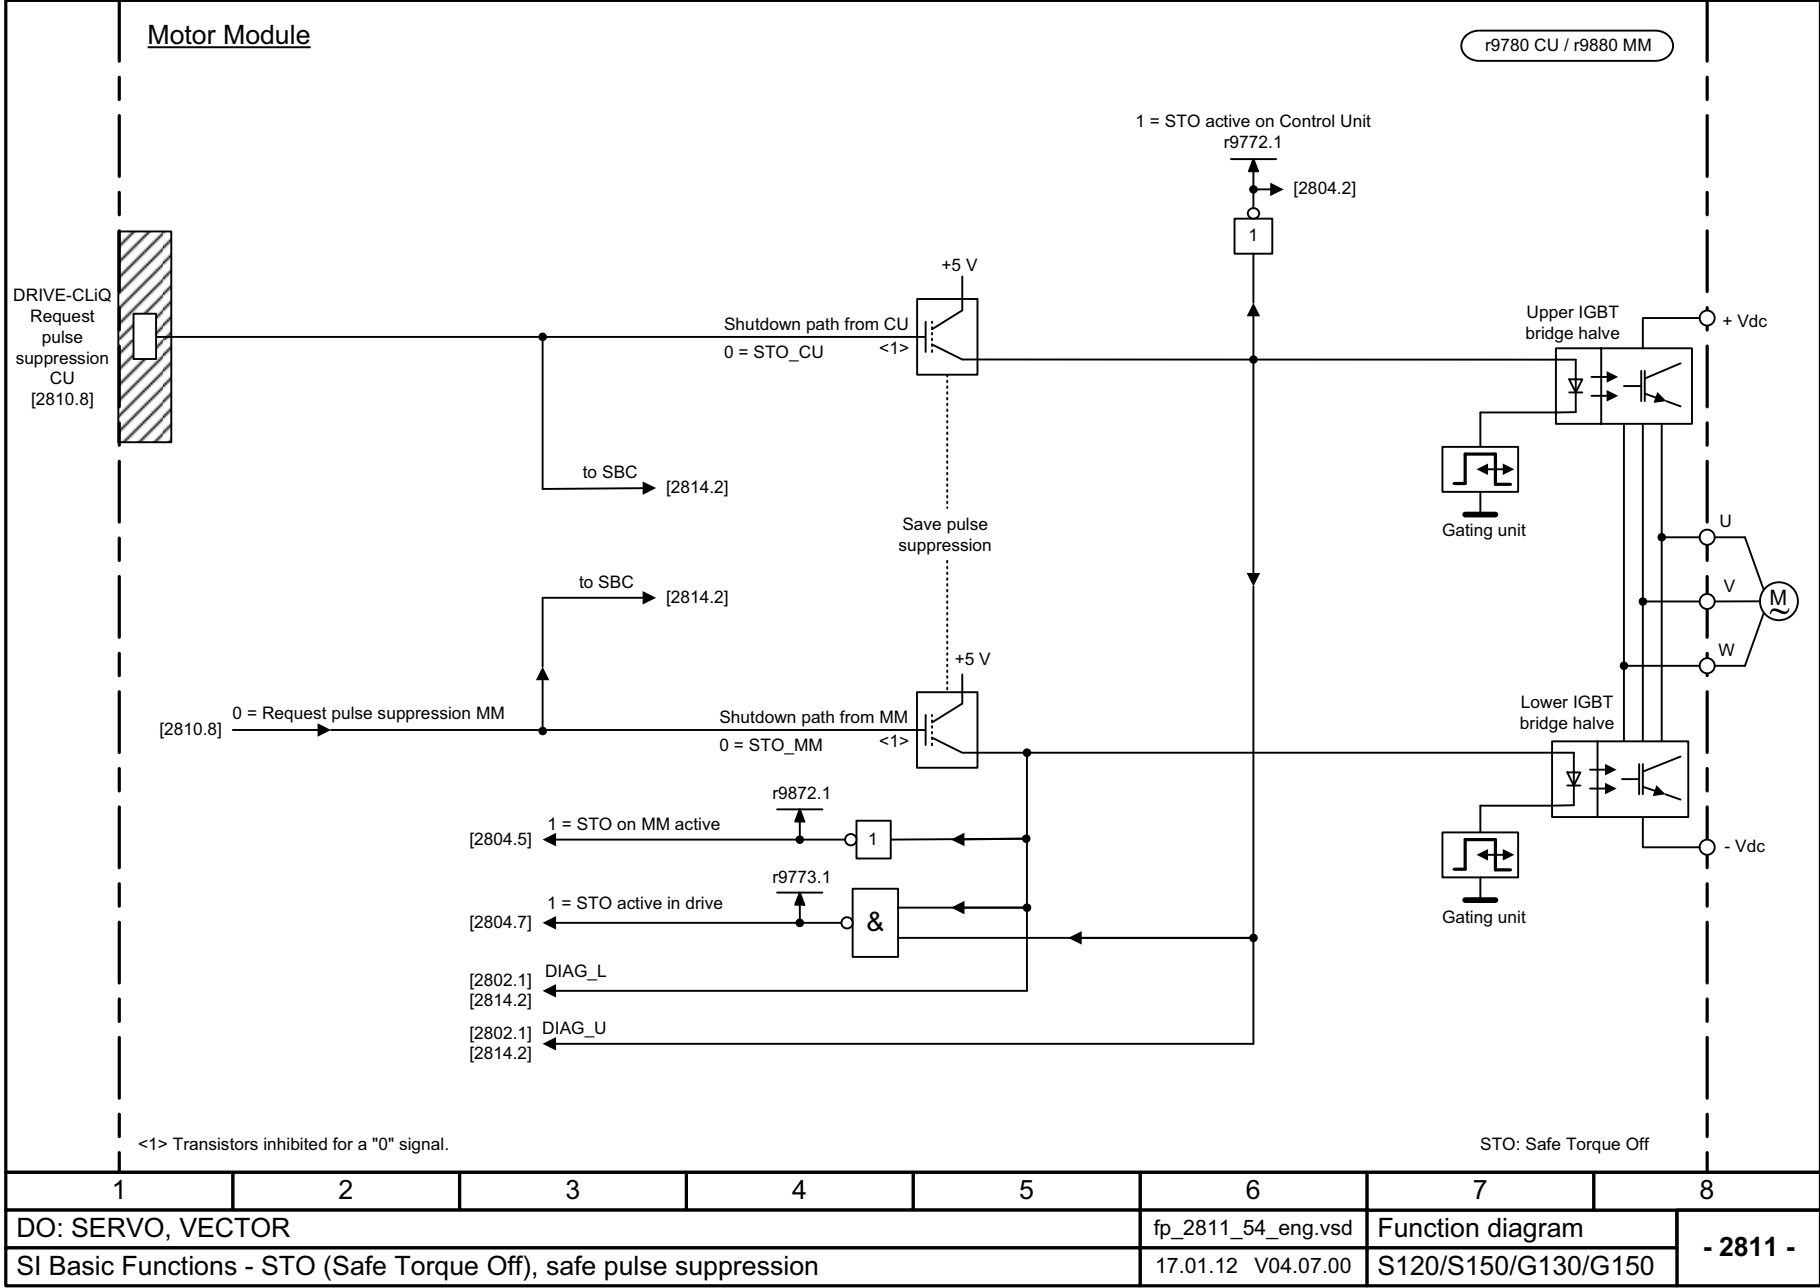 Motor Module
r9780 CU / r9880 MM
1 = STO active on Control Unit
r9772.1
[2804.2]
1
+5 V
DRIVE-CLiQ
Request
pulse
suppression
CU
[2810.8]
Shutdown path from CU
0 = STO_CU
<1>
Upper IGBT
bridge halve
+ Vdc
to SBC
[2814.2]
Gating unit
Save pulse
suppression
U
V
W
M
~
to SBC
[2814.2]
+5 V
[2810.8]
0 = Request pulse suppression MM
Shutdown path from MM
0 = STO_MM
<1>
Lower IGBT
bridge halve
- Vdc
Gating unit
r9872.1
[2804.5]
1 = STO on MM active
1
r9773.1
[2804.7]
1 = STO active in drive
&
[2802.1]
[2814.2]
DIAG_L
[2802.1]
[2814.2]
DIAG_U
<1> Transistors inhibited for a "0" signal.
STO: Safe Torque Off
1 2 3 4 5 6 7 8
DO: SERVO, VECTOR
fp_2811_54_eng.vsd
Function diagram
- 2811 -
SI Basic Functions - STO (Safe Torque Off), safe pulse suppression
17.01.12 V04.07.00
S120/S150/G130/G150